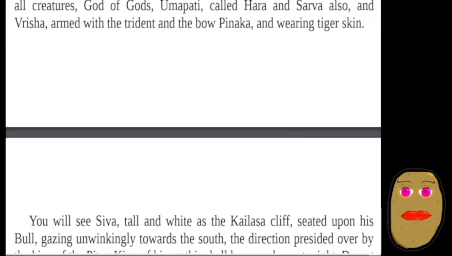 all creatures, God of Gods, Umapati, called Hara and Sarva also, and
Vrisha, armed with the trident and the bow Pinaka, and wearing tiger skin.
You will see Siva, tall and white as the Kailasa cliff, seated upon his
Bull, gazing unwinkingly towards the south, the direction presided over by